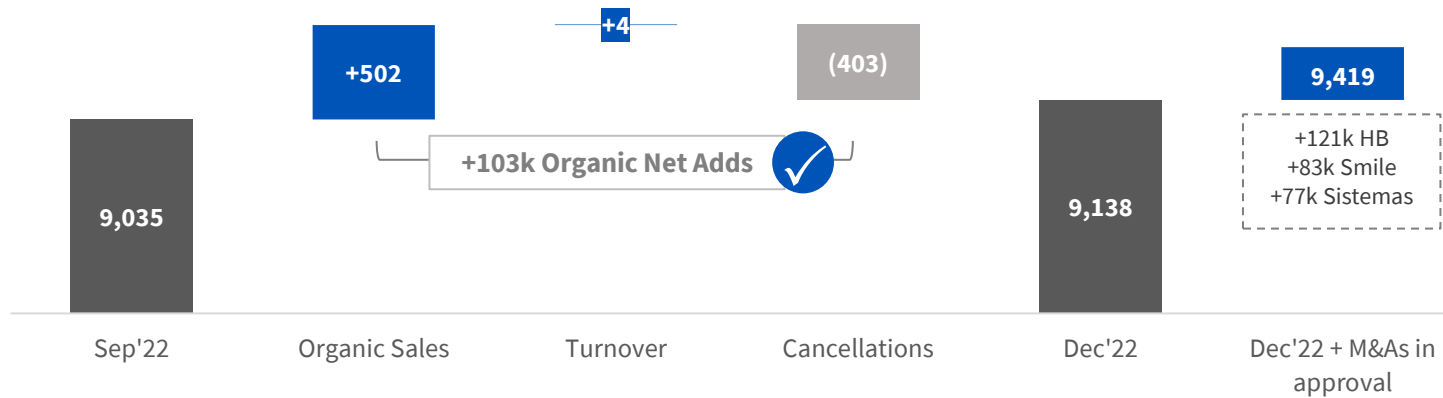 +4
+502
(403)
9,419
+121k HB
+83k Smile
+77k Sistemas
+103k Organic Net Adds
9,035
9,138
Sep'22
Organic Sales
Turnover
Cancellations
Dec'22
Dec'22 + M&As in
approval